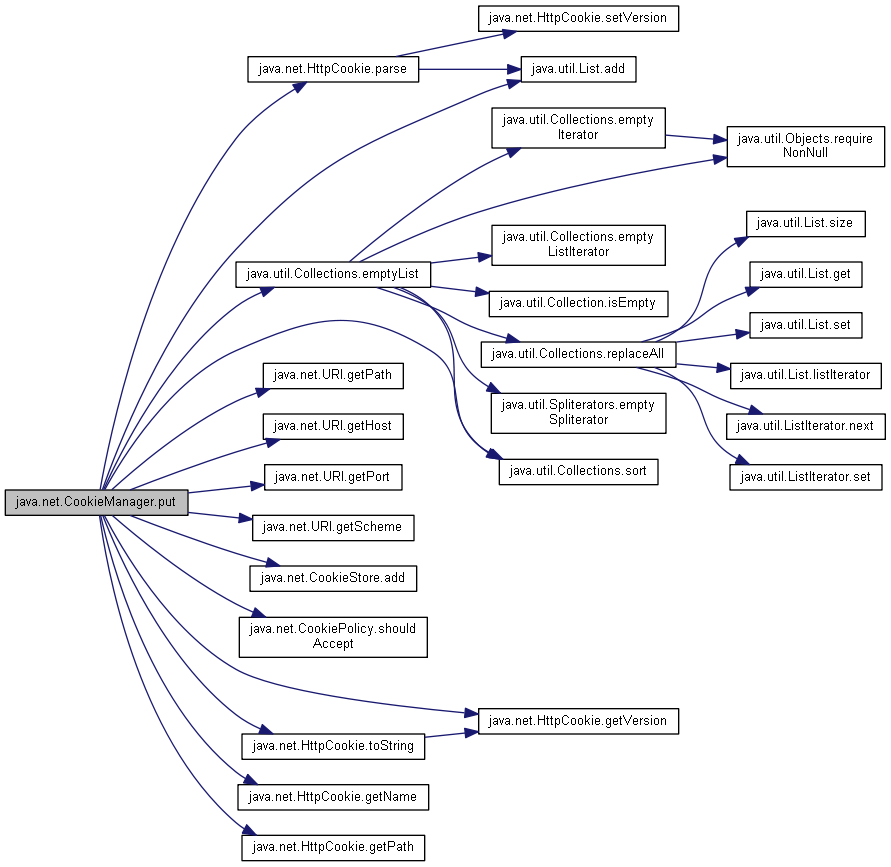 java.net.HttpCookie.setVersion
java.net.HttpCookie.parse
java.util.List.add
java.util.Collections.empty
Iterator
java.util.Objects.require
NonNull
java.util.List.size
java.util.Collections.empty
ListIterator
java.util.Collections.emptyList
java.util.List.get
java.util.Collection.isEmpty
java.util.List.set
java.util.Collections.replaceAll
java.net.URI.getPath
java.util.List.listIterator
java.util.Spliterators.empty
Spliterator
java.net.URI.getHost
java.util.ListIterator.next
java.util.Collections.sort
java.net.URI.getPort
java.util.ListIterator.set
java.net.CookieManager.put
java.net.URI.getScheme
java.net.CookieStore.add
java.net.CookiePolicy.should
Accept
java.net.HttpCookie.getVersion
java.net.HttpCookie.toString
java.net.HttpCookie.getName
java.net.HttpCookie.getPath